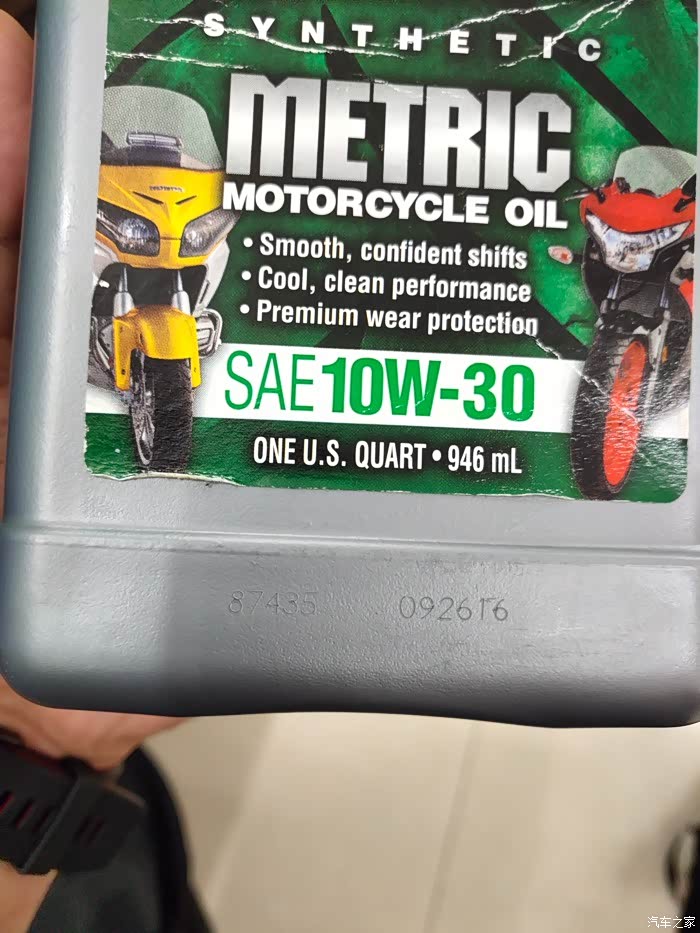 SYNTHETIC
METRIC
MOTORCYCLE OIL
• Smooth, confident shifts
• Cool, clean performance
• Premium wear protection
SAE 10W-30
ONE U.S. QUART • 946 mL
87435 092616
汽车之家